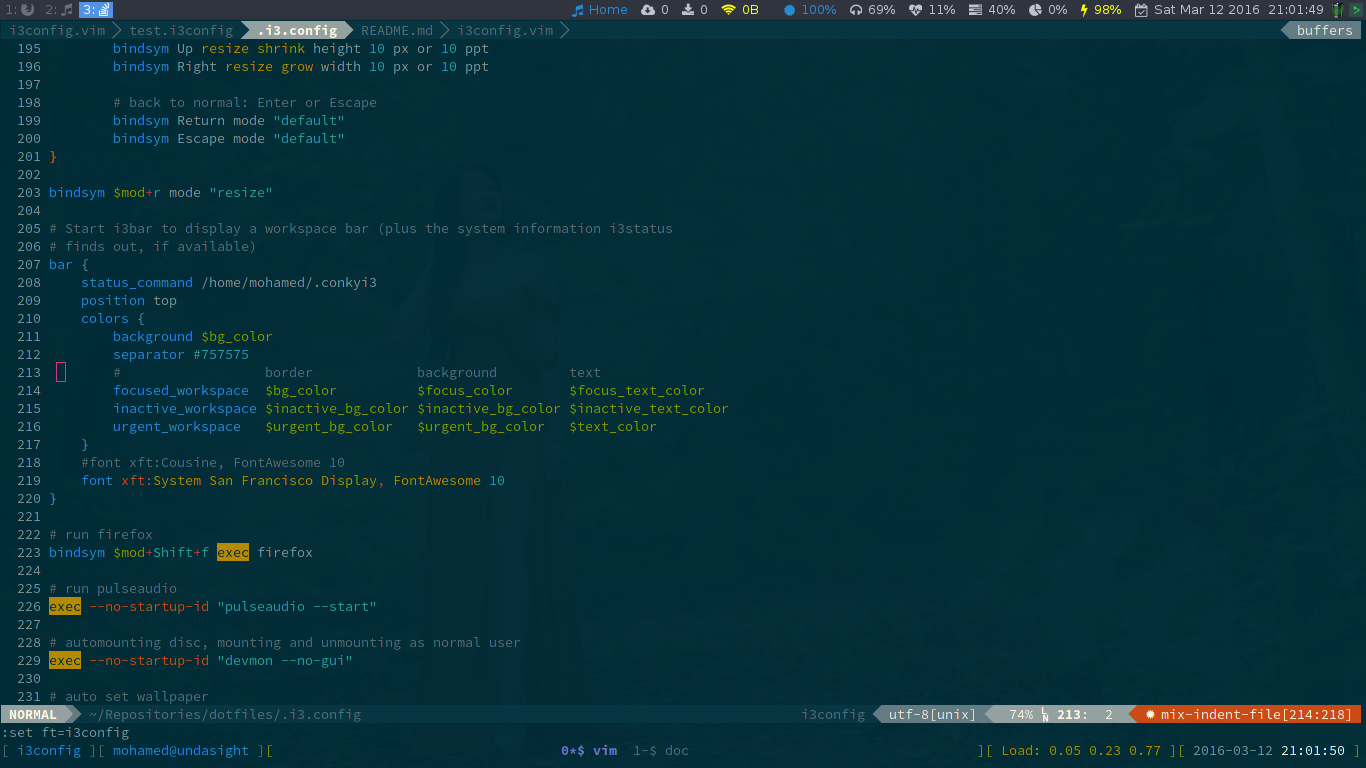 1: 2: 3: Home 0 0 0B 100% 69% 11% 40% 0% 98% Sat Mar 12 2016 21:01:49
i3config.vim test.i3config .i3.config README.md i3config.vim buffers
195 bindsym Up resize shrink height 10 px or 10 ppt
196 bindsym Right resize grow width 10 px or 10 ppt
197
198 # back to normal: Enter or Escape
199 bindsym Return mode "default"
200 bindsym Escape mode "default"
201 }
202
203 bindsym $mod+r mode "resize"
204
205 # Start i3bar to display a workspace bar (plus the system information i3status
206 # finds out, if available)
207 bar {
208 status_command /home/mohamed/.conkyi3
209 position top
210 colors {
211 background $bg_color
212 separator #757575
213 # border background text
214 focused_workspace $bg_color $focus_color $focus_text_color
215 inactive_workspace $inactive_bg_color $inactive_bg_color $inactive_text_color
216 urgent_workspace $urgent_bg_color $urgent_bg_color $text_color
217 }
218 #font xft:Cousine, FontAwesome 10
219 font xft:System San Francisco Display, FontAwesome 10
220 }
221
222 # run firefox
223 bindsym $mod+Shift+f exec firefox
224
225 # run pulseaudio
226 exec --no-startup-id "pulseaudio --start"
227
228 # automounting disc, mounting and unmounting as normal user
229 exec --no-startup-id "devmon --no-gui"
230
231 # auto set wallpaper
NORMAL ~/Repositories/dotfiles/.i3.config i3config utf-8[unix] 74% LN 213: 2 ✹ mix-indent-file[214:218]
:set ft=i3config
[ i3config ][ mohamed@undasight ][ 0*$ vim 1-$ doc ][ Load: 0.05 0.23 0.77 ][ 2016-03-12 21:01:50 ]